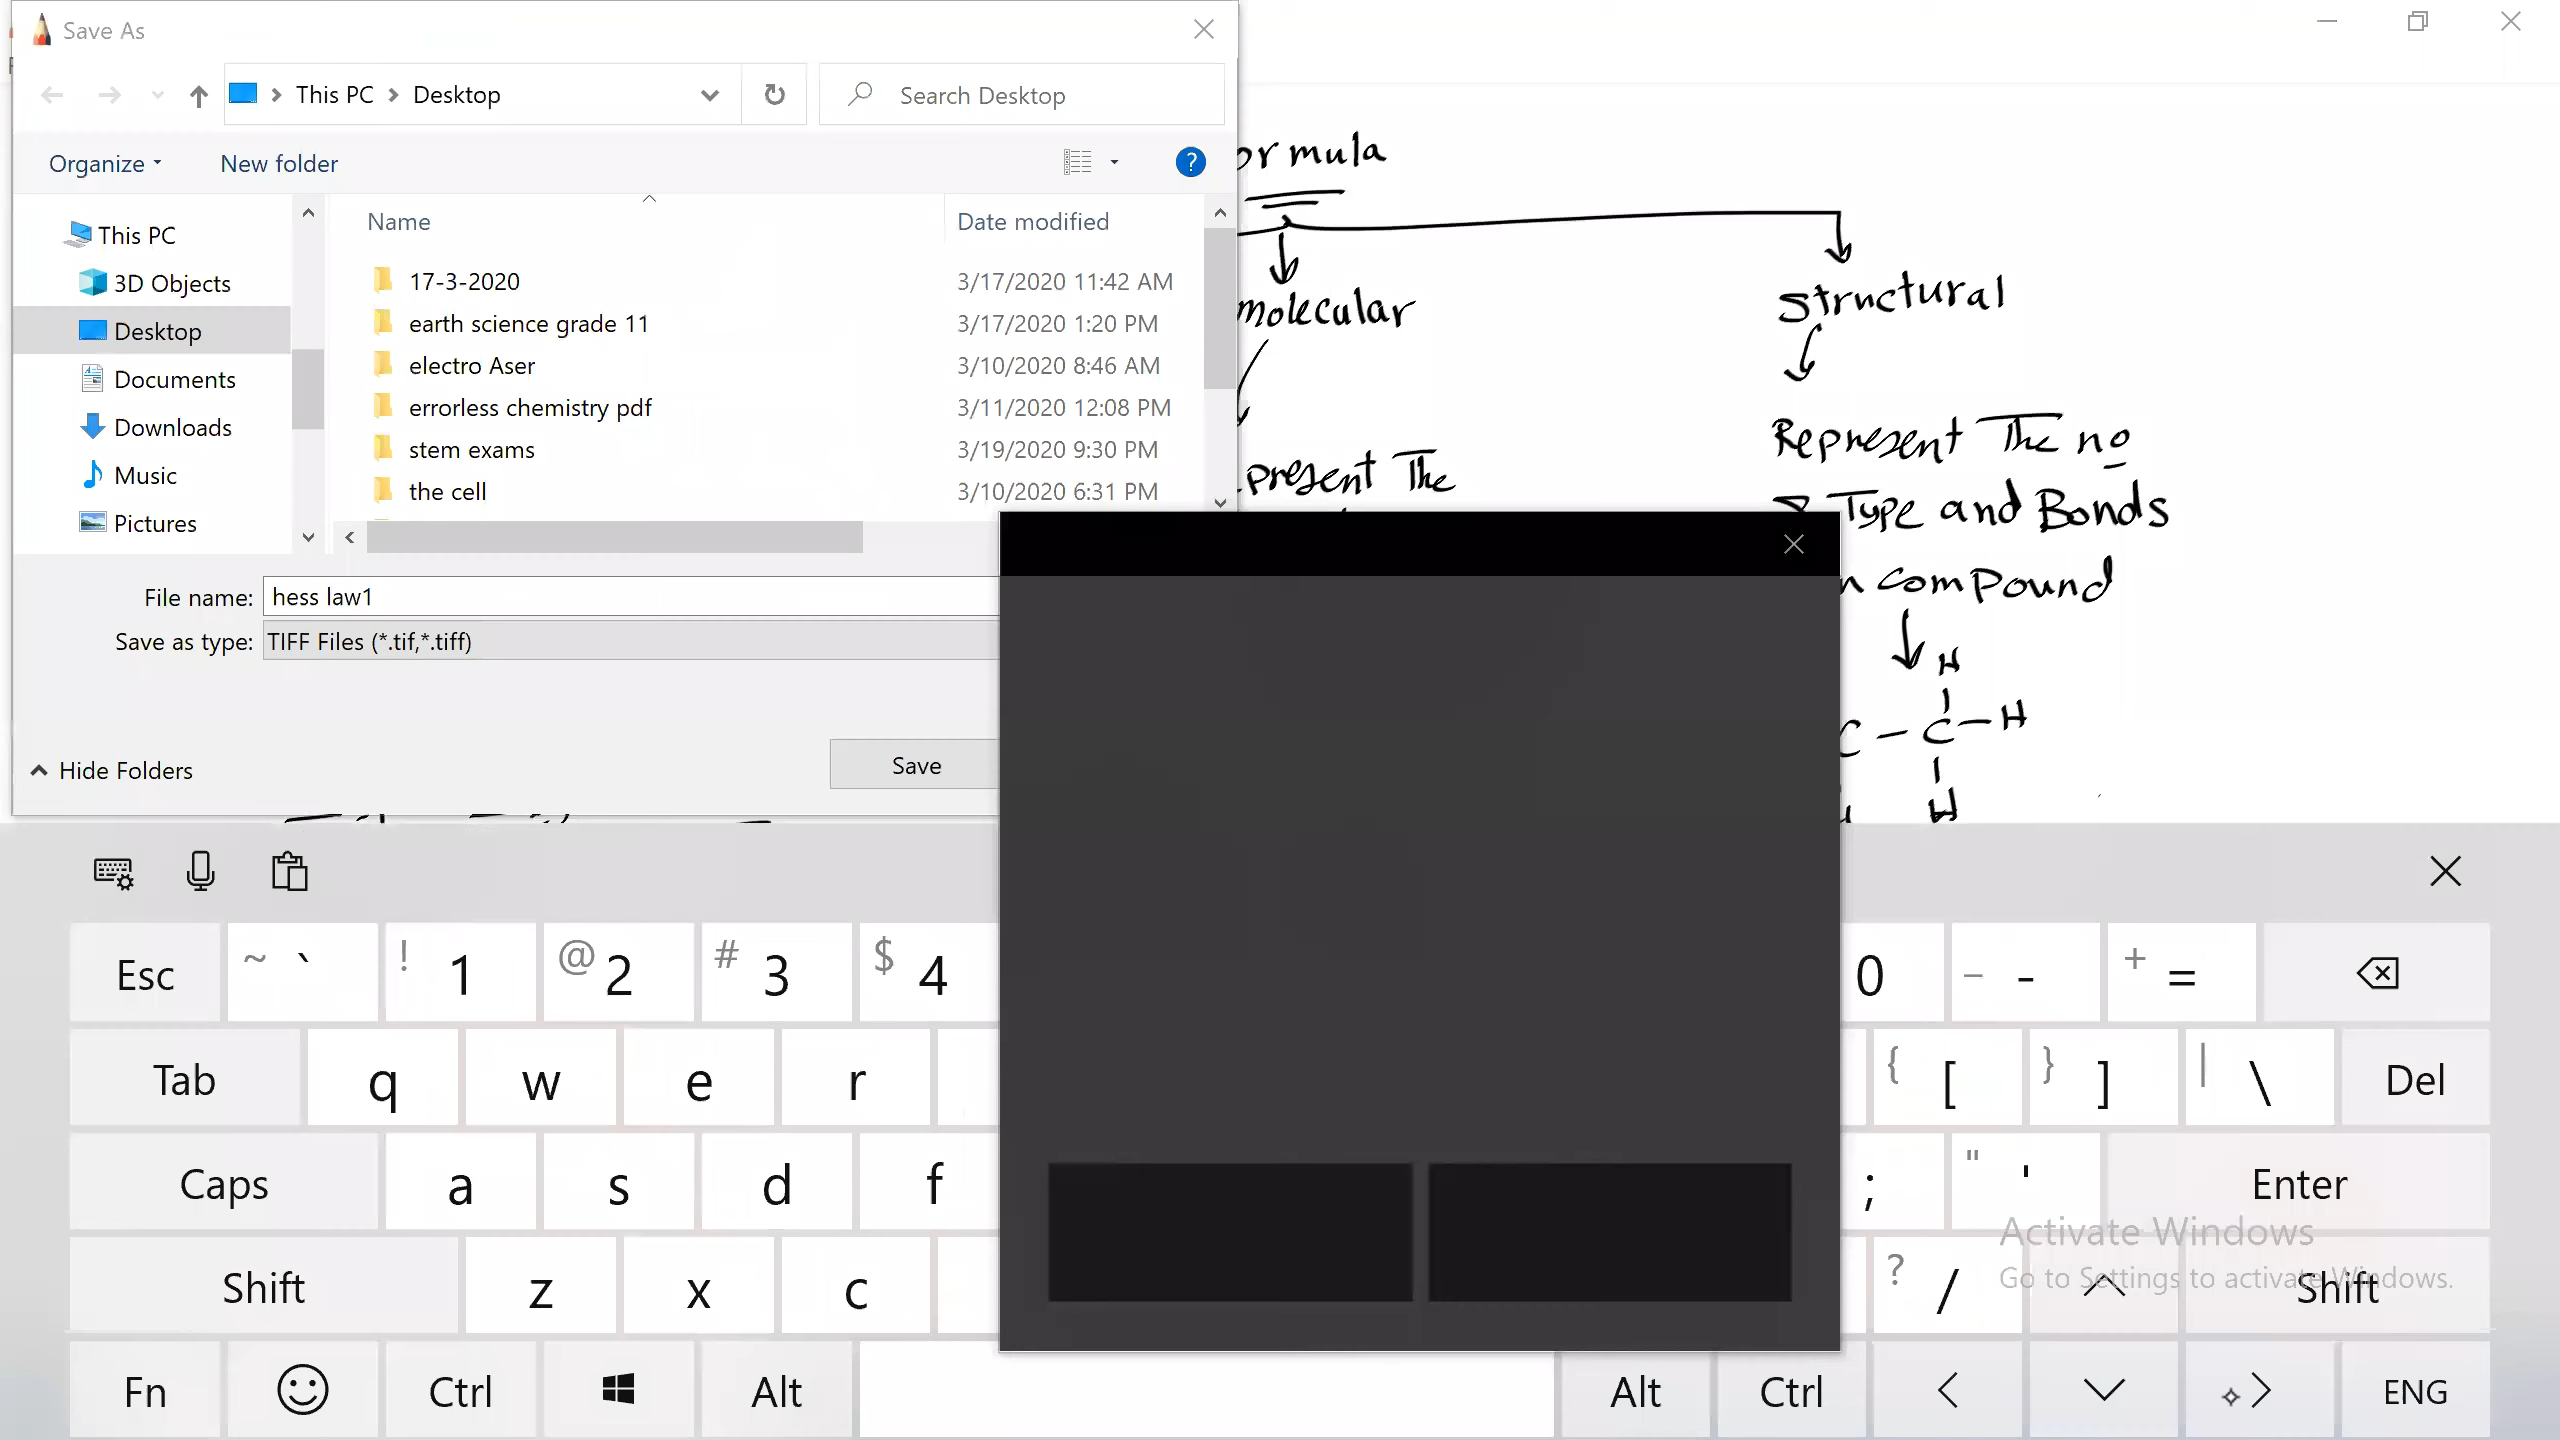 Save As
This PC
Desktop
Search Desktop
Organize
New folder
?
This PC
3D Objects
Desktop
Documents
Downloads
Music
Pictures
Name
Date modified
17-3-2020
3/17/2020 11:42 AM
earth science grade 11
3/17/2020 1:20 PM
electro Aser
3/10/2020 8:46 AM
errorless chemistry pdf
3/11/2020 12:08 PM
stem exams
3/19/2020 9:30 PM
the cell
3/10/2020 6:31 PM
File name: hess law1
Save as type: TIFF Files (*.tif,*.tiff)
Hide Folders
Save
ormula
molecular
structural
present The
Represent The no
Type and Bonds
n compound
H
C - C - H
H
Esc ~ ` ! 1 @ 2 # 3 $ 4 0 _ - + =
Tab q w e r { [ } ] | \ Del
Caps a s d f ; " ' Enter
Shift z x c ? / ^ Shift
Fn Ctrl Alt Alt Ctrl ENG
Activate Windows
Go to Settings to activate Windows.